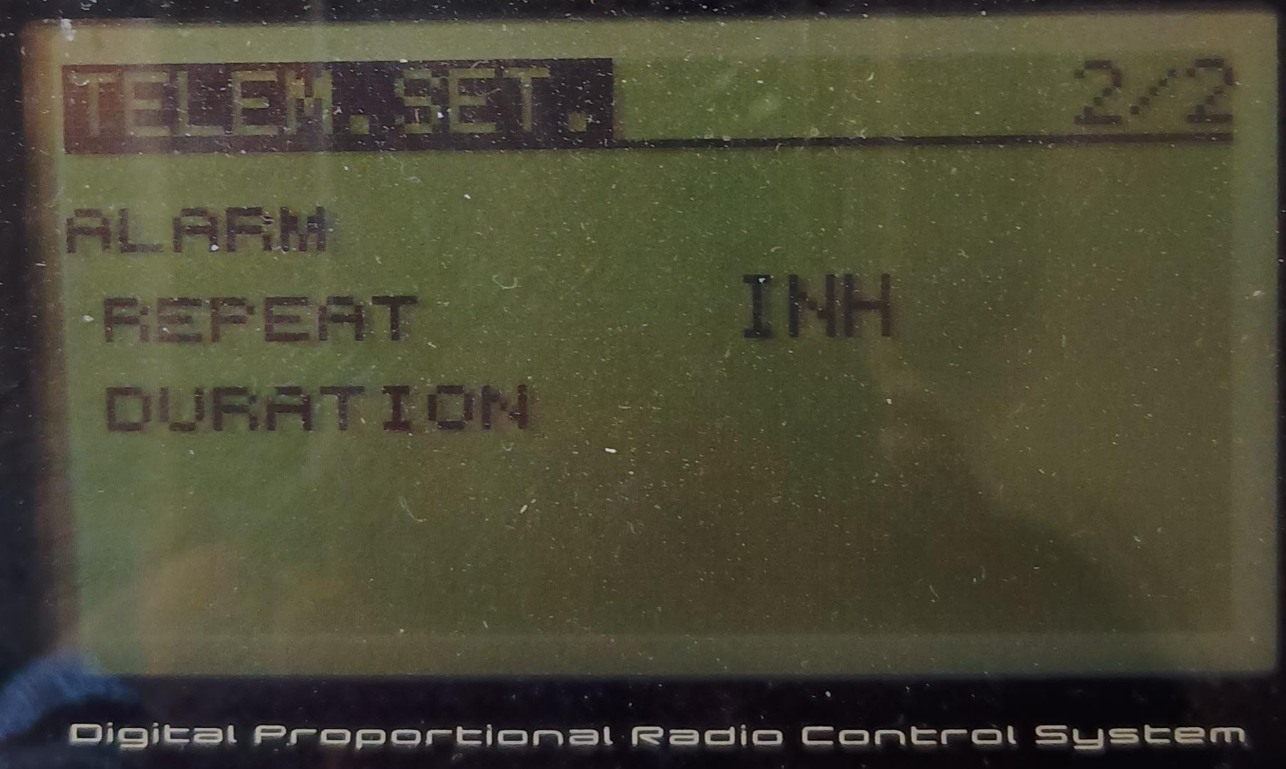 TELEM.SET. 2/2
ALARM
REPEAT INH
DURATION
Digital Proportional Radio Control System